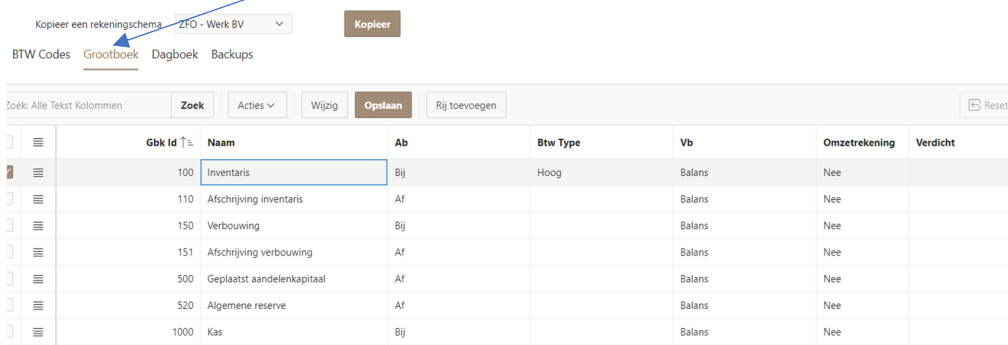 Kopieer een rekeningschema ZFO - Werk BV Kopieer
BTW Codes Grootboek Dagboek Backups
Zoek: Alle Tekst Kolommen Zoek Acties Wijzig Opslaan Rij toevoegen Reset
Gbk Id Naam Ab Btw Type Vb Omzetrekening Verdicht
100 Inventaris Bij Hoog Balans Nee
110 Afschrijving inventaris Af Balans Nee
150 Verbouwing Bij Balans Nee
151 Afschrijving verbouwing Af Balans Nee
500 Geplaatst aandelenkapitaal Af Balans Nee
520 Algemene reserve Af Balans Nee
1000 Kas Bij Balans Nee